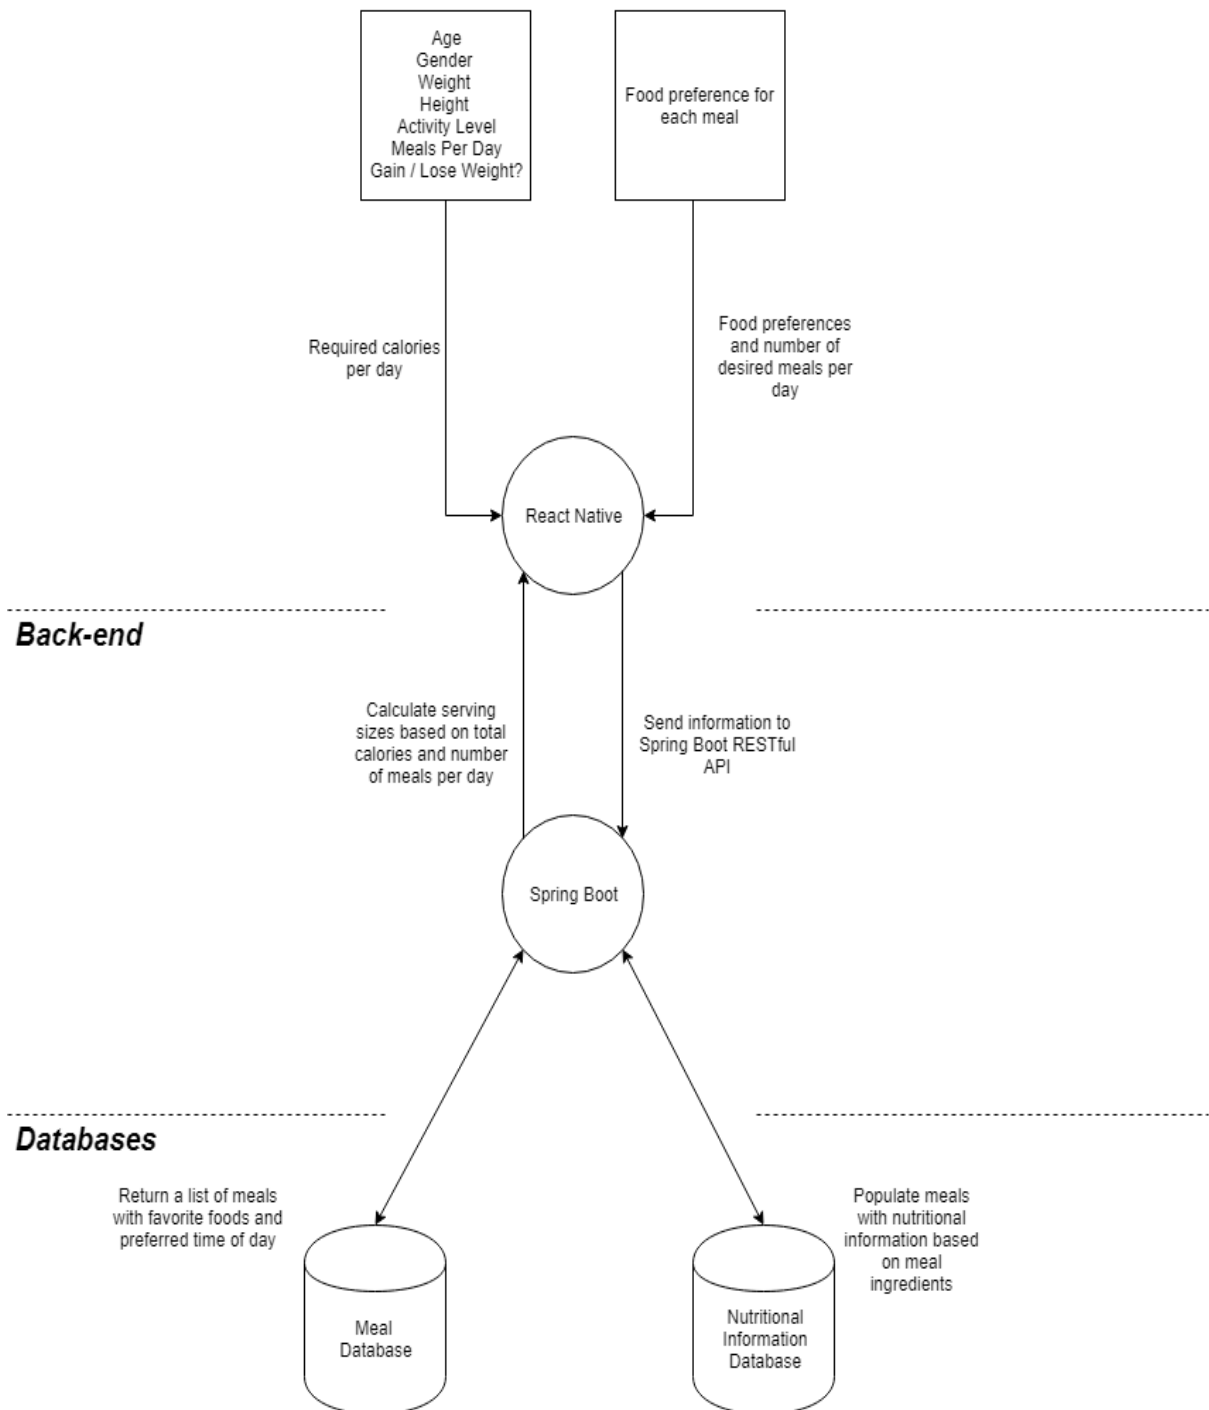 Age
Gender
Weight
Height
Activity Level
Meals Per Day
Gain / Lose Weight?
Food preference for
each meal
Required calories
per day
Food preferences
and number of
desired meals per
day
React Native
Back-end
Calculate serving
sizes based on total
calories and number
of meals per day
Send information to
Spring Boot RESTful
API
Spring Boot
Databases
Return a list of meals
with favorite foods and
preferred time of day
Populate meals
with nutritional
information based
on meal
ingredients
Meal
Database
Nutritional
Information
Database